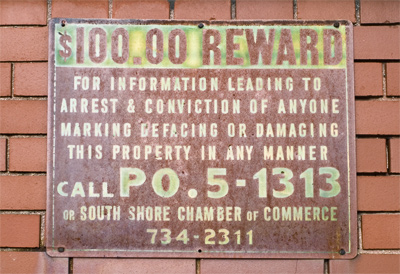 $100.00 REWARD
FOR INFORMATION LEADING TO
ARREST & CONVICTION OF ANYONE
MARKING DEFACING OR DAMAGING
THIS PROPERTY IN ANY MANNER
CALL PO.5-1313
OR SOUTH SHORE CHAMBER OF COMMERCE
734-2311